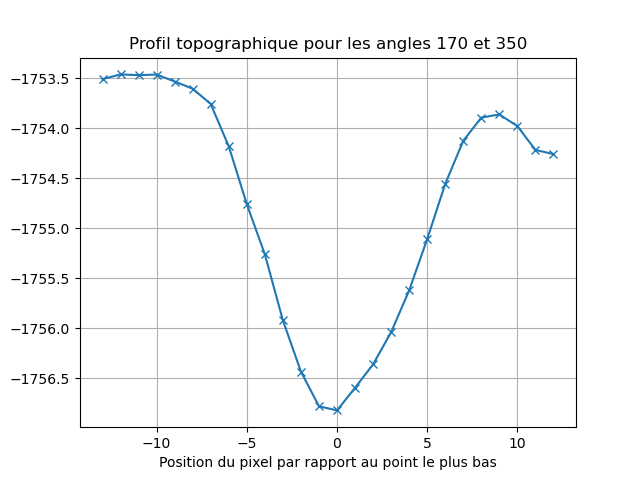 Profil topographique pour les angles 170 et 350
−1753.5
−1754.0
−1754.5
−1755.0
−1755.5
−1756.0
−1756.5
−10 −5 0 5 10
Position du pixel par rapport au point le plus bas